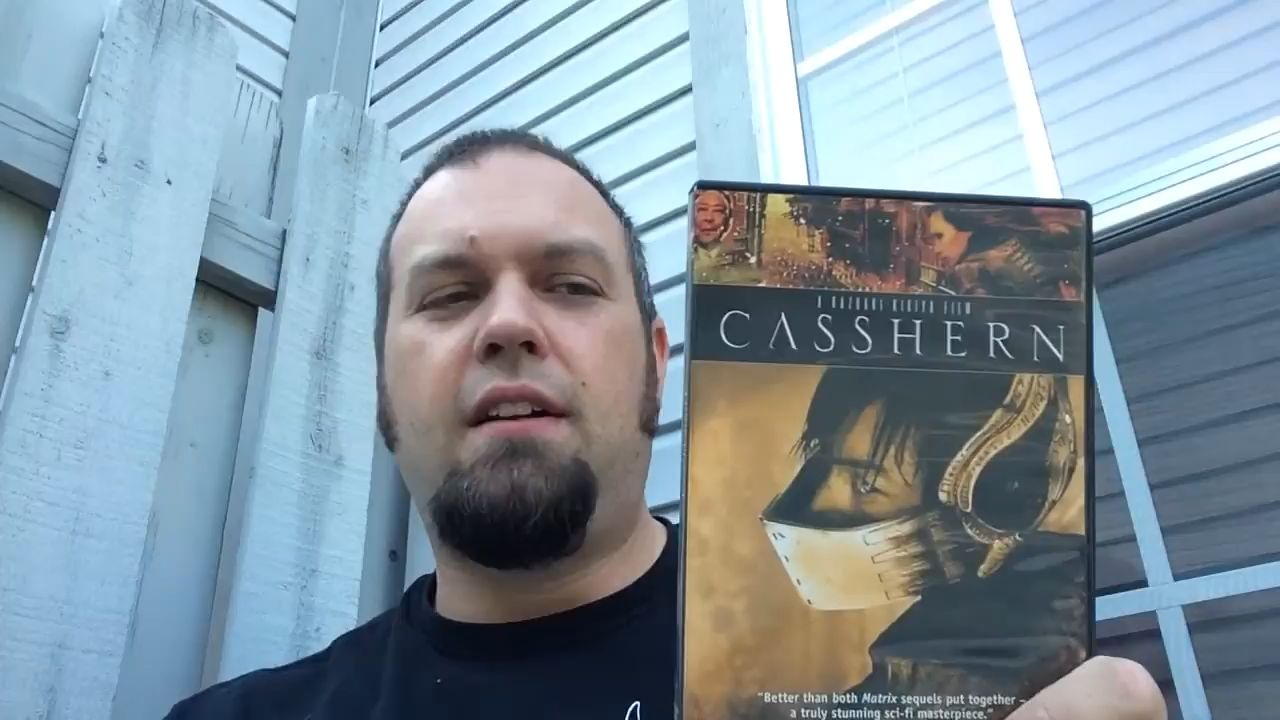 A KAZUAKI KIRIYA FILM
CASSHERN
"Better than both Matrix sequels put together –
a truly stunning sci-fi masterpiece."